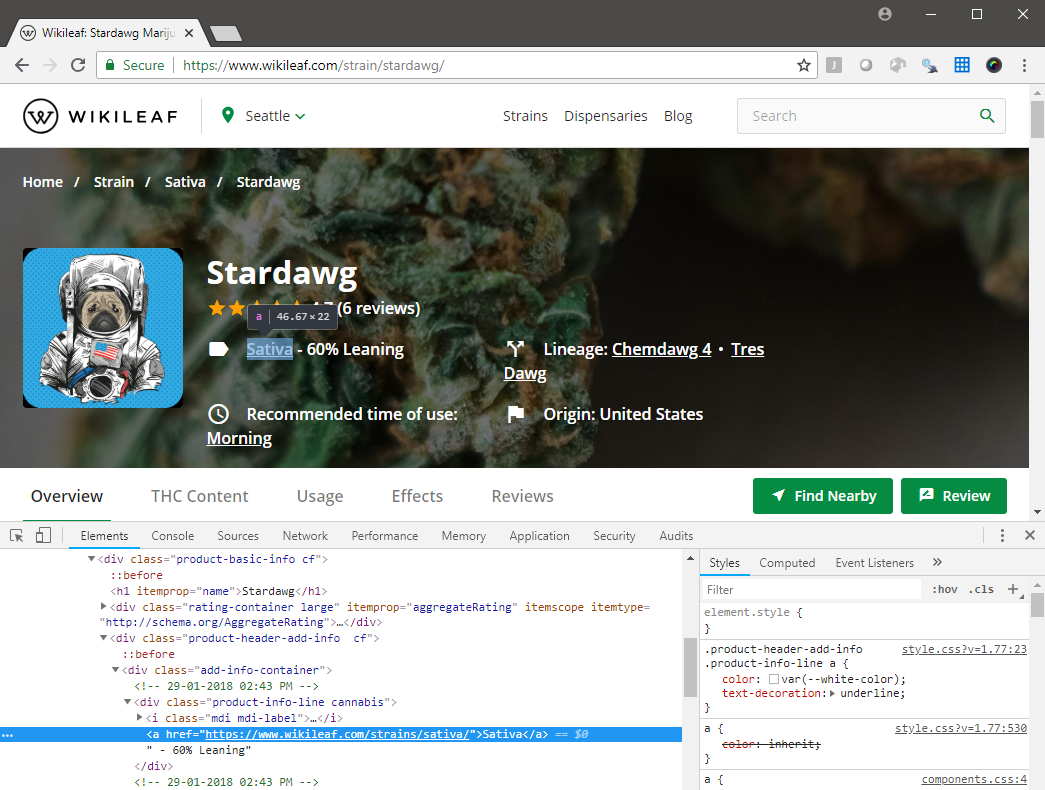 Wikileaf: Stardawg Mariju
Secure https://www.wikileaf.com/strain/stardawg/
WIKILEAF Seattle Strains Dispensaries Blog Search
Home / Strain / Sativa / Stardawg
Stardawg
(6 reviews)
a 46.67 × 22
Sativa - 60% Leaning
Lineage: Chemdawg 4 • Tres
Dawg
Recommended time of use:
Morning
Origin: United States
Overview THC Content Usage Effects Reviews Find Nearby Review
Elements Console Sources Network Performance Memory Application Security Audits
<div class="product-basic-info cf">
::before
<h1 itemprop="name">Stardawg</h1>
<div class="rating-container large" itemprop="aggregateRating" itemscope itemtype=
"http://schema.org/AggregateRating">…</div>
<div class="product-header-add-info  cf">
::before
<div class="add-info-container">
<!-- 29-01-2018 02:43 PM -->
<div class="product-info-line cannabis">
<i class="mdi mdi-label">…</i>
<a href="https://www.wikileaf.com/strains/sativa/">Sativa</a> == $0
" - 60% Leaning"
</div>
<!-- 29-01-2018 02:43 PM -->
Styles Computed Event Listeners »
Filter :hov .cls +
element.style {
}
.product-header-add-info style.css?v=1.77:23
.product-info-line a {
color: var(--white-color);
text-decoration: underline;
}
a { style.css?v=1.77:530
color: inherit;
}
a { components.css:4